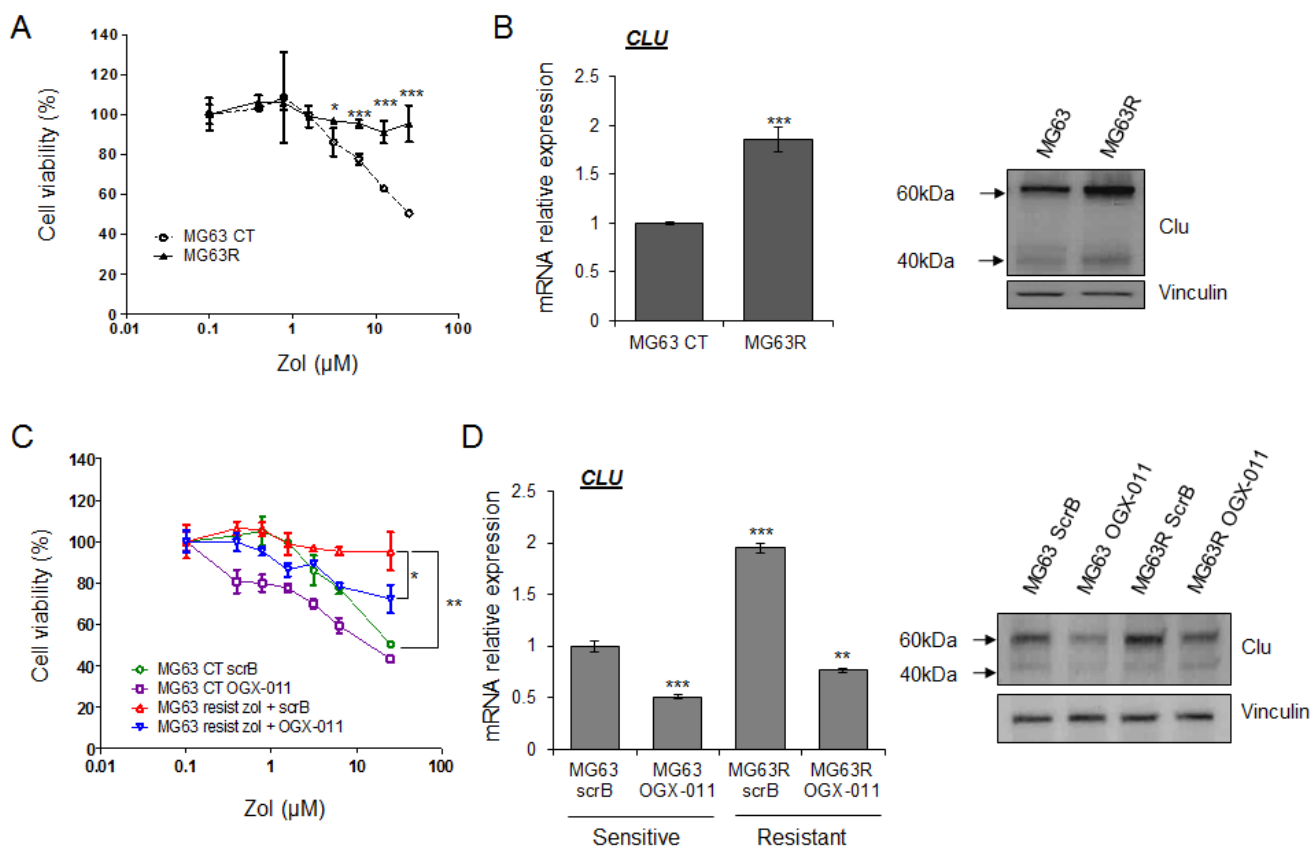 A
140
120
100
80
60
40
20
0
Cell viability (%)
* *** *** ***
MG63 CT
MG63R
0.01 0.1 1 10 100
Zol (µM)
B
CLU
2.5
2
1.5
1
0.5
0
mRNA relative expression
***
MG63 CT MG63R
MG63 MG63R
60kDa
40kDa
Clu
Vinculin
C
140
120
100
80
60
40
20
0
Cell viability (%)
*
**
MG63 CT scrB
MG63 CT OGX-011
MG63 resist zol + scrB
MG63 resist zol + OGX-011
0.01 0.1 1 10 100
Zol (µM)
D
CLU
2.5
2
1.5
1
0.5
0
mRNA relative expression
***
***
**
MG63 MG63 MG63R MG63R
scrB OGX-011 scrB OGX-011
Sensitive Resistant
MG63 ScrB
MG63 OGX-011
MG63R ScrB
MG63R OGX-011
60kDa
40kDa
Clu
Vinculin